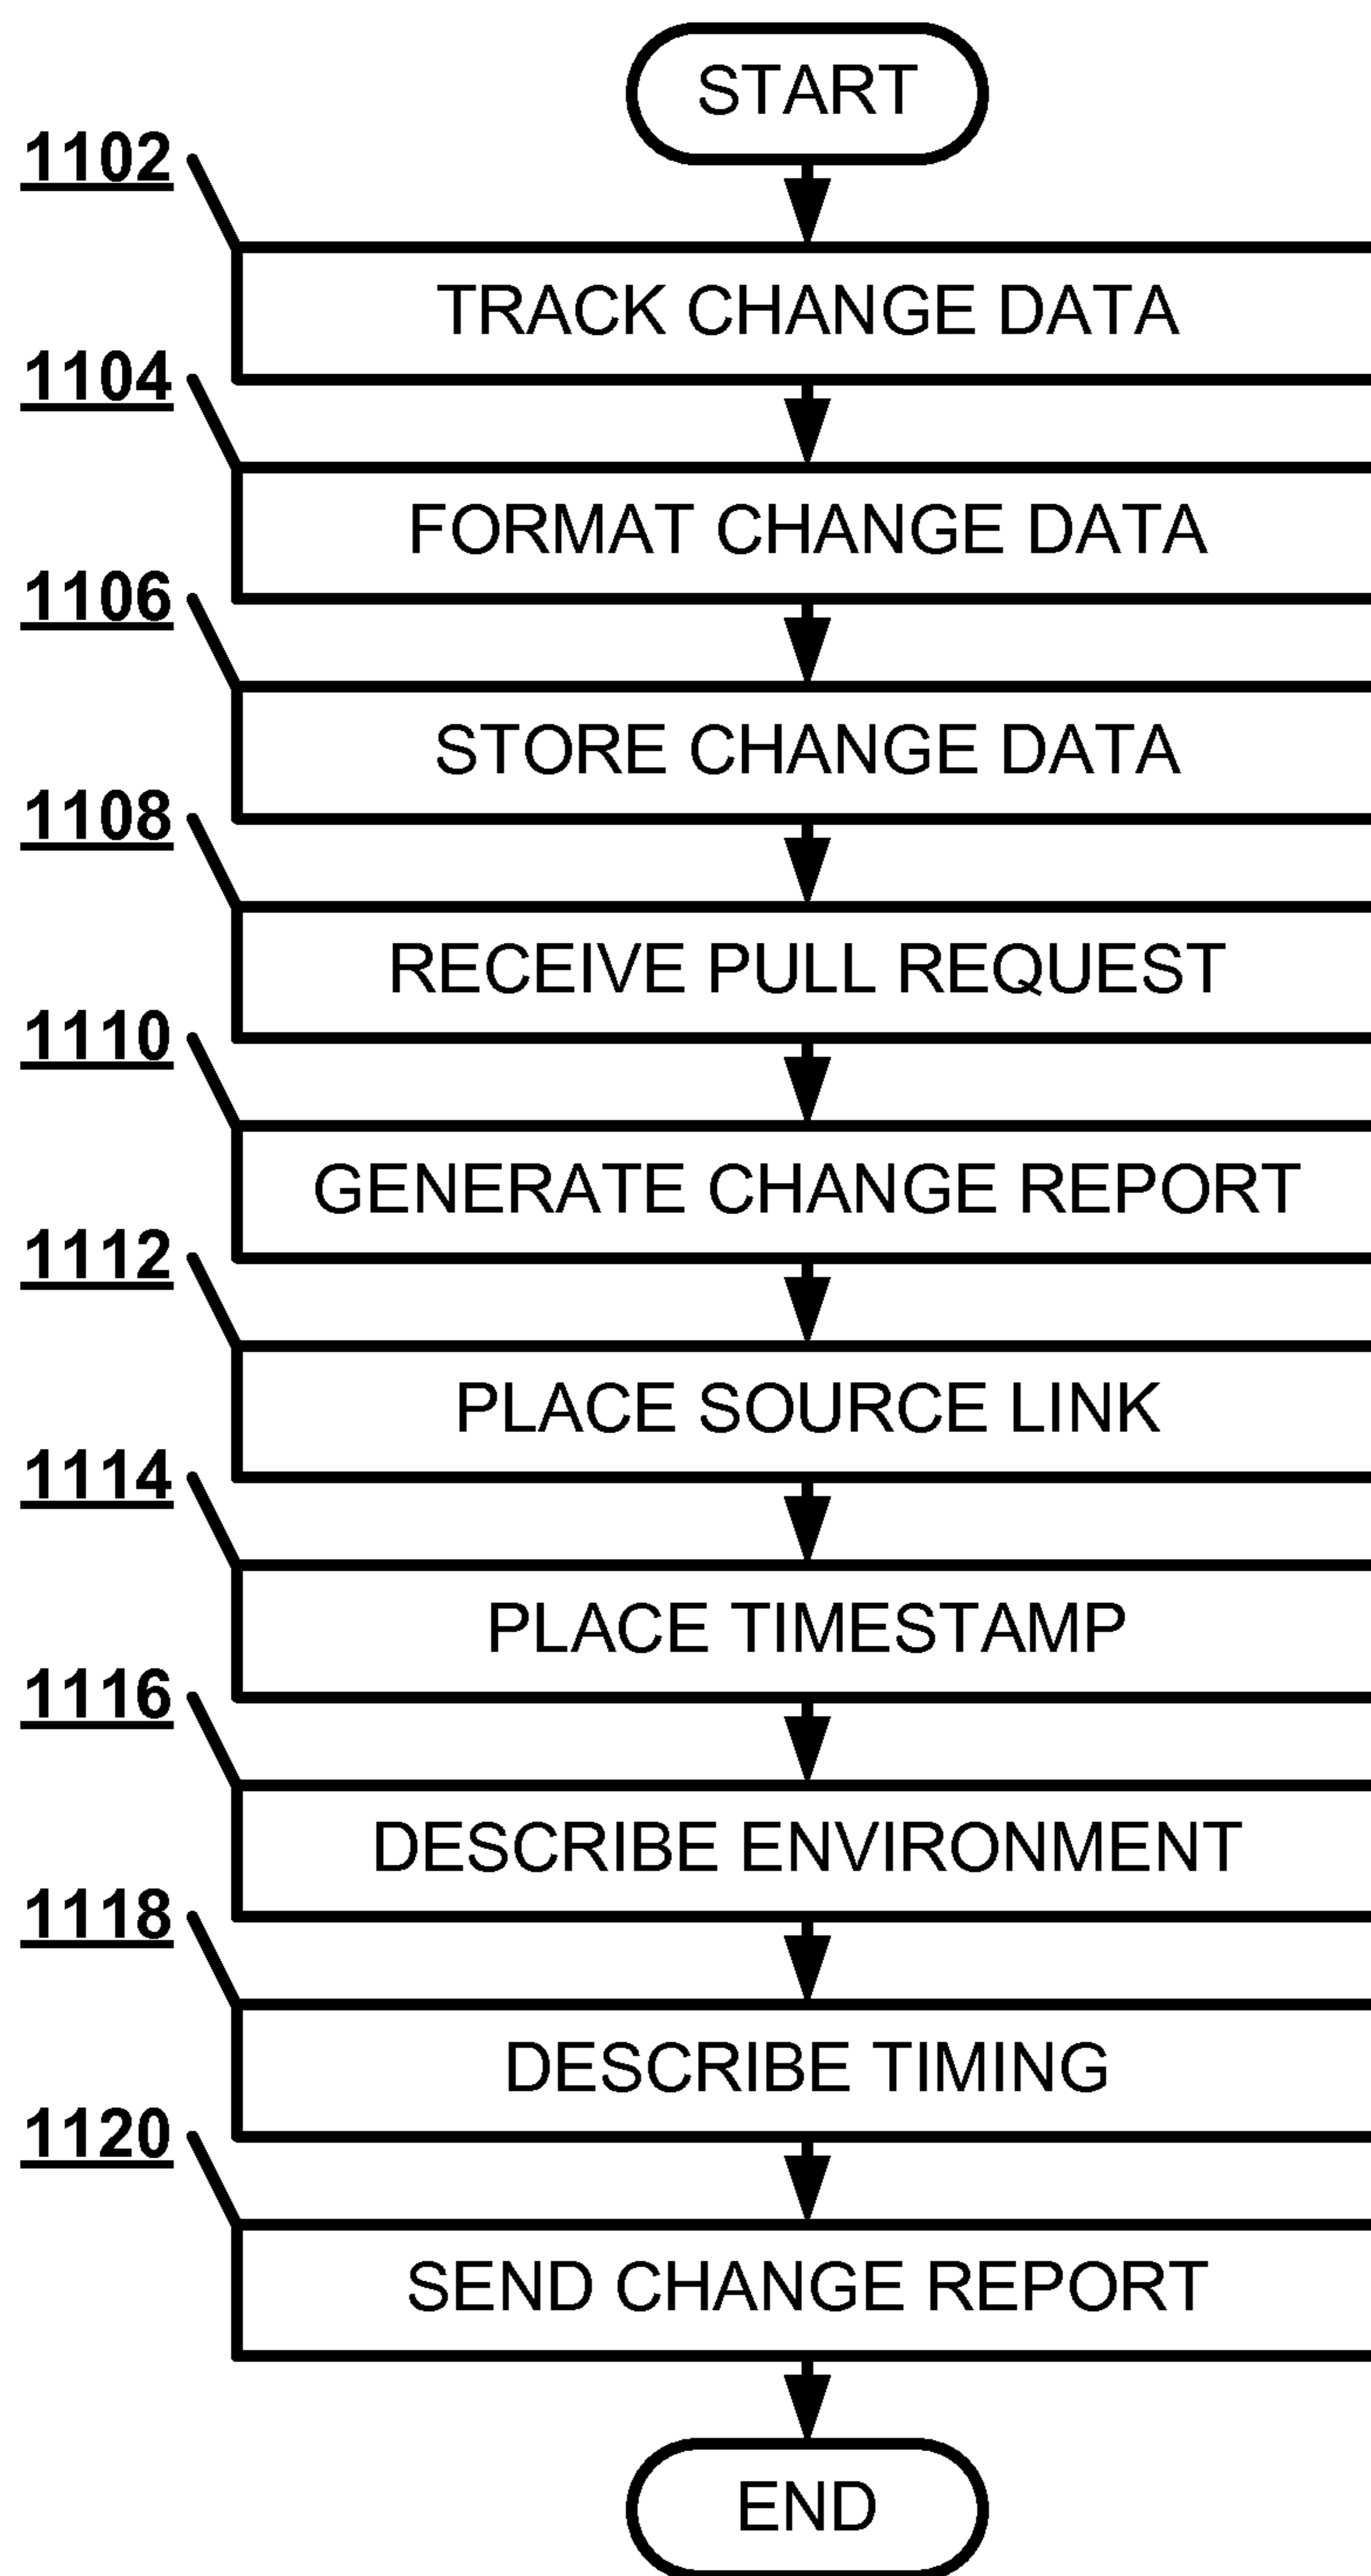 START
1102
TRACK CHANGE DATA
1104
FORMAT CHANGE DATA
1106
STORE CHANGE DATA
1108
RECEIVE PULL REQUEST
1110
GENERATE CHANGE REPORT
1112
PLACE SOURCE LINK
1114
PLACE TIMESTAMP
1116
DESCRIBE ENVIRONMENT
1118
DESCRIBE TIMING
1120
SEND CHANGE REPORT
END